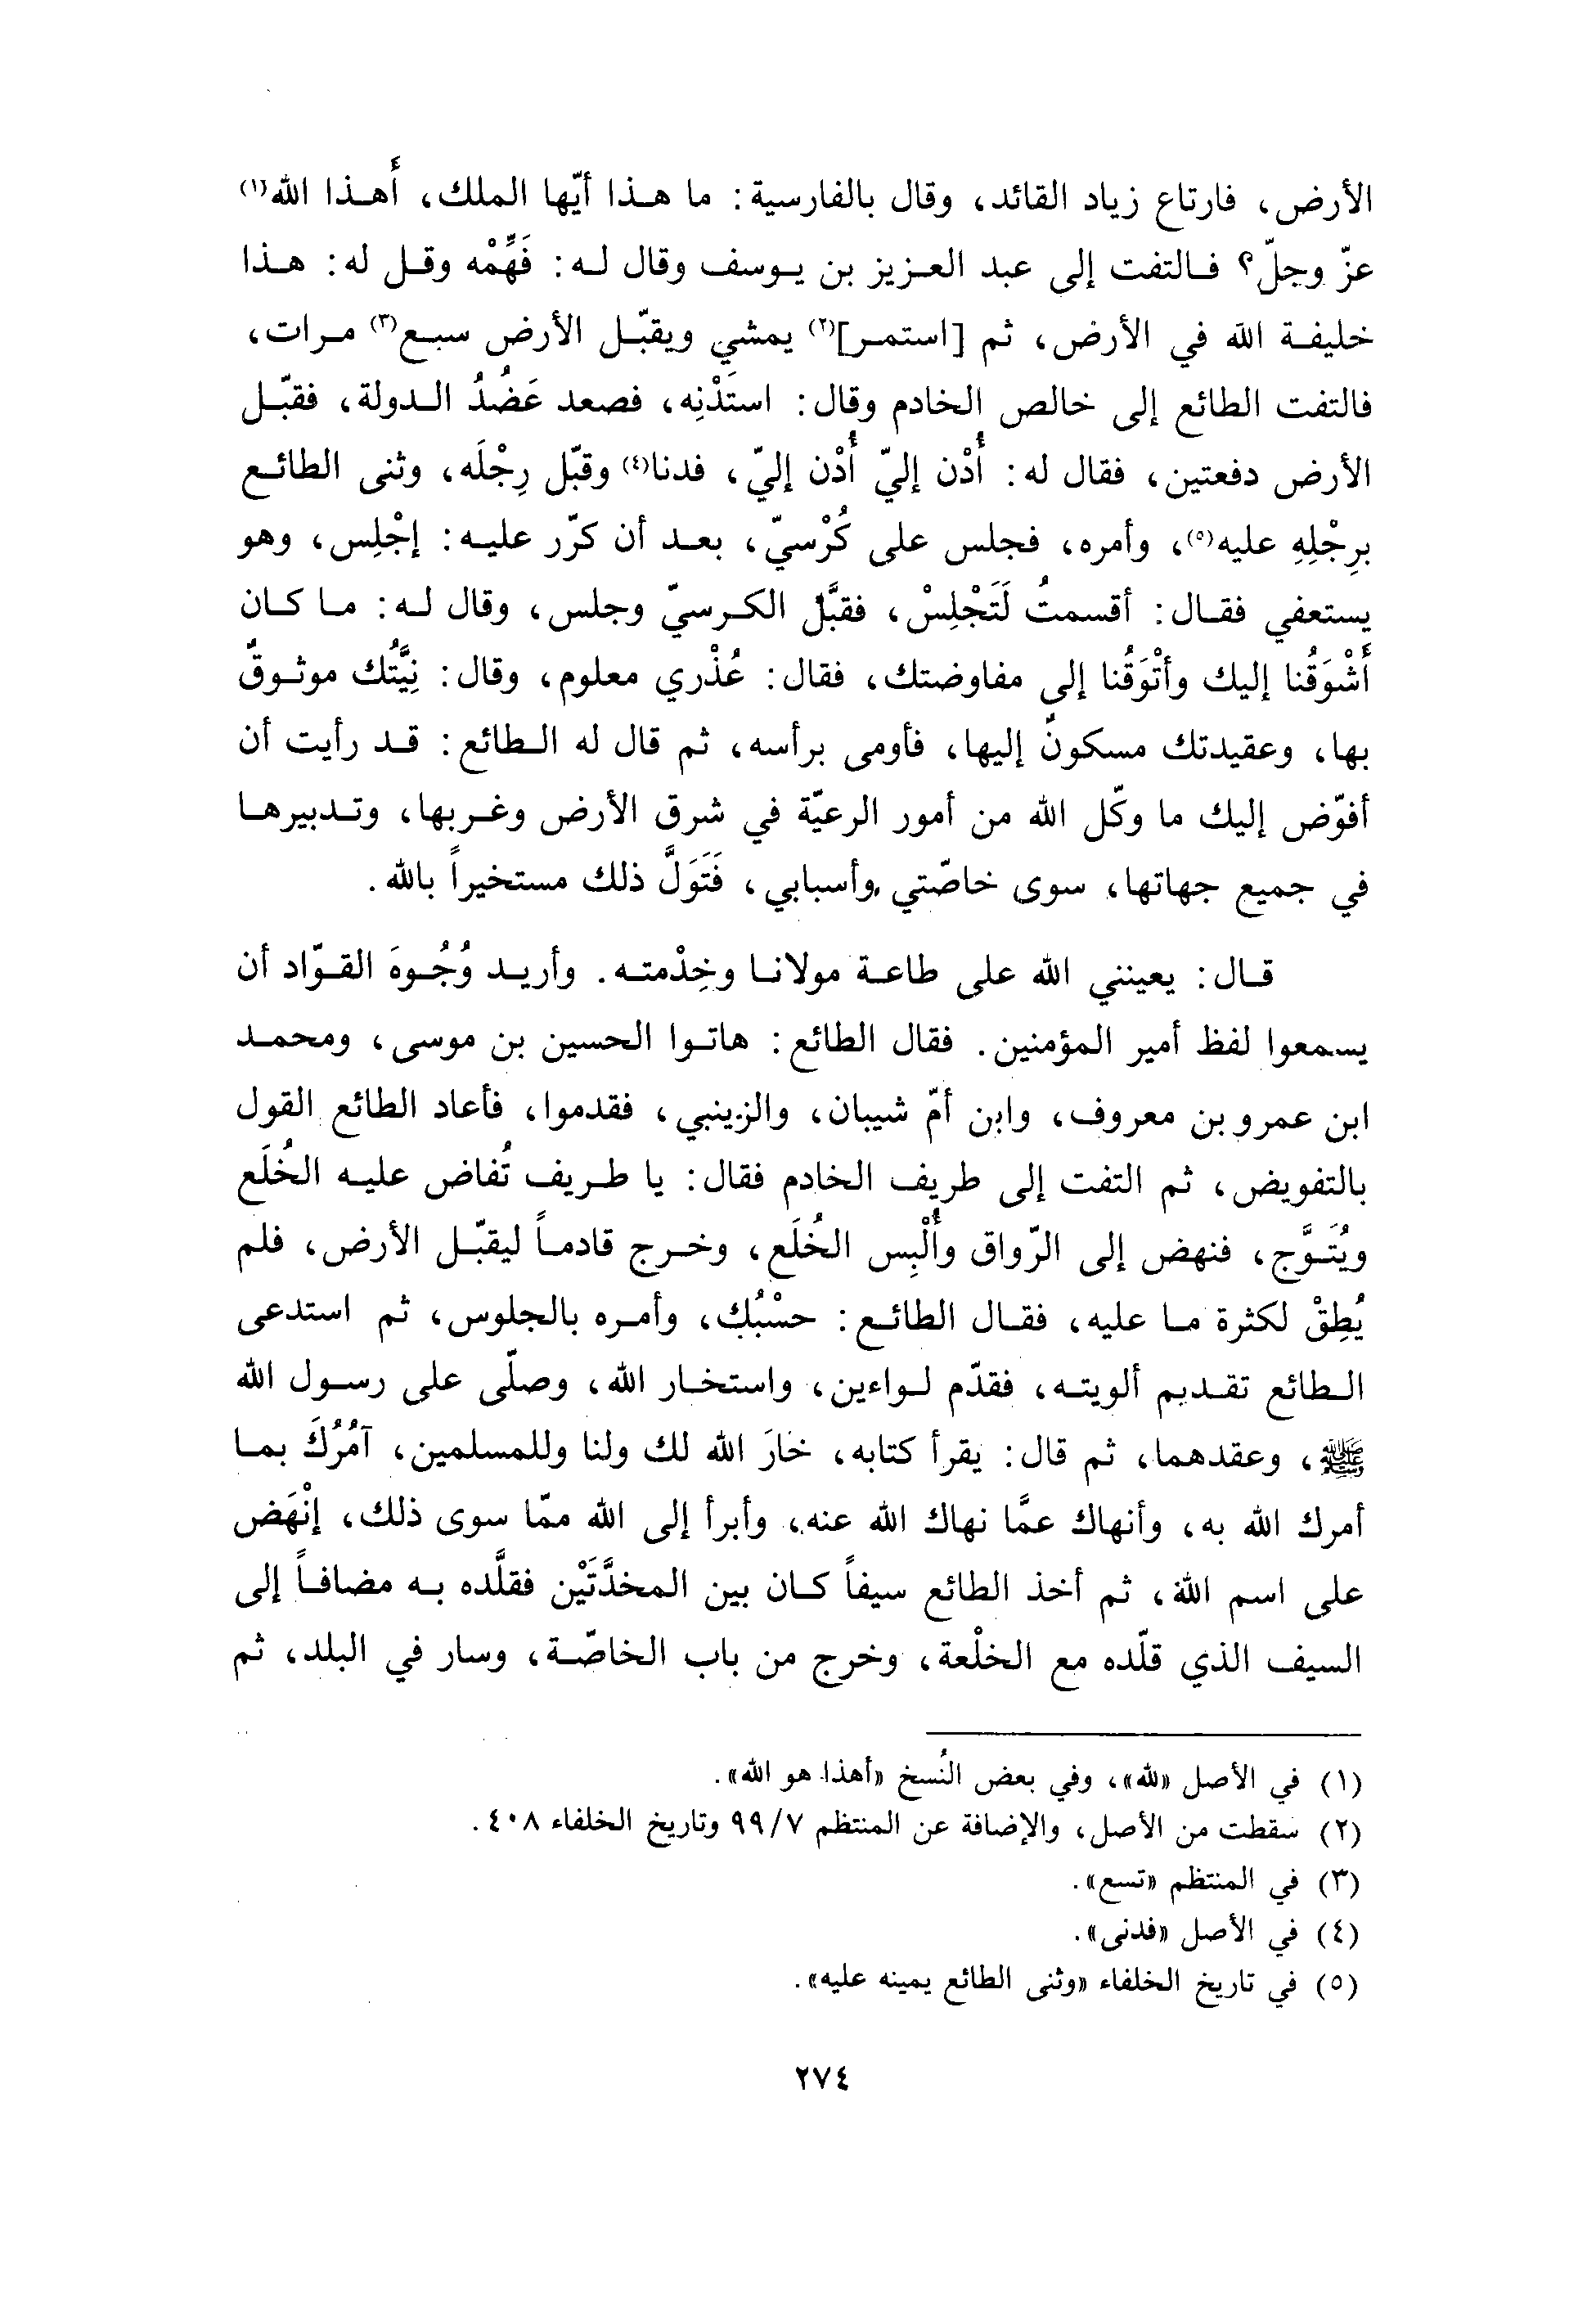 الأرض، فارتاع زياد القائد، وقال بالفارسية: ما هذا أيّها الملك، أَهذا الله(١)
عزّ وجلّ؟ فالتفت إلى عبد العزيز بن يوسف وقال له: فَهِّمْه وقل له: هذا
خليفة الله في الأرض، ثم [استمر](٢) يمشي ويقبّل الأرض سبع(٣) مرات،
فالتفت الطائع إلى خالص الخادم وقال: استَدْنِه، فصعد عَضُدُ الدولة، فقبّل
الأرض دفعتين، فقال له: أُدْن إليّ أُدْن إليّ، فدنا(٤) وقبّل رِجْلَه، وثنى الطائع
برِجْلِهِ عليه(٥)، وأمره، فجلس على كُرْسيّ، بعد أن كرّر عليه: إجْلِس، وهو
يستعفي فقال: أقسمتُ لَتَجْلِسْ، فقبَّل الكرسيّ وجلس، وقال له: ما كان
أَشْوَقُنا إليك وأتْوَقُنا إلى مفاوضتك، فقال: عُذْري معلوم، وقال: نِيَّتُك موثوقٌ
بها، وعقيدتك مسكونٌ إليها، فأومى برأسه، ثم قال له الطائع: قد رأيت أن
أفوّض إليك ما وكّل الله من أمور الرعيّة في شرق الأرض وغربها، وتدبيرها
في جميع جهاتها، سوى خاصّتي وأسبابي، فَتَوَلَّ ذلك مستخيراً بالله.
قال: يعينني الله على طاعة مولانا وخِدْمته. وأريد وُجُوهَ القوّاد أن
يسمعوا لفظ أمير المؤمنين. فقال الطائع: هاتوا الحسين بن موسى، ومحمد
ابن عمرو بن معروف، وابن أمّ شيبان، والزينبي، فقدموا، فأعاد الطائع القول
بالتفويض، ثم التفت إلى طريف الخادم فقال: يا طريف تُفاض عليه الخُلَع
ويُتَوَّج، فنهض إلى الرّواق وأُلْبِس الخُلَع، وخرج قادماً ليقبّل الأرض، فلم
يُطِقْ لكثرة ما عليه، فقال الطائع: حسْبُك، وأمره بالجلوس، ثم استدعى
الطائع تقديم ألويته، فقدّم لواءين، واستخار الله، وصلّى على رسول الله
ﷺ، وعقدهما، ثم قال: يقرأ كتابه، خارَ الله لك ولنا وللمسلمين، آمُرُكَ بما
أمرك الله به، وأنهاك عمَّا نهاك الله عنه، وأبرأ إلى الله ممّا سوى ذلك، إنْهَض
على اسم الله، ثم أخذ الطائع سيفاً كان بين المخدَّتَيْن فقلَّده به مضافاً إلى
السيف الذي قلّده مع الخلْعة، وخرج من باب الخاصّة، وسار في البلد، ثم
(١) في الأصل «لله»، وفي بعض النُسخ «أهذا هو الله».
(٢) سقطت من الأصل، والإضافة عن المنتظم ٩٩/٧ وتاريخ الخلفاء ٤٠٨.
(٣) في المنتظم «تسع».
(٤) في الأصل «فدنى».
(٥) في تاريخ الخلفاء «وثنى الطائع يمينه عليه».
٢٧٤